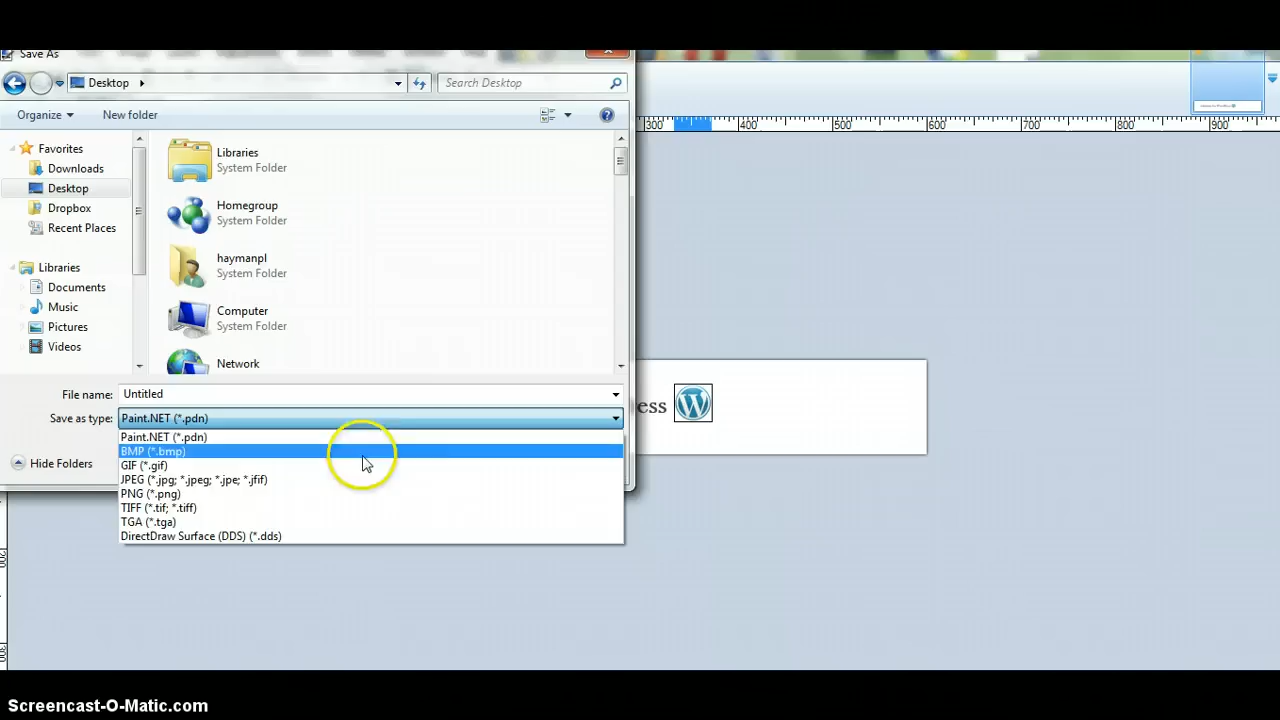 Save As
Desktop
Search Desktop
Organize
New folder
300
400
500
600
700
800
900
Favorites
Downloads
Desktop
Dropbox
Recent Places
Libraries
Documents
Music
Pictures
Videos
Libraries
System Folder
Homegroup
System Folder
haymanpl
System Folder
Computer
System Folder
Network
File name: Untitled
Save as type: Paint.NET (*.pdn)
Paint.NET (*.pdn)
BMP (*.bmp)
GIF (*.gif)
JPEG (*.jpg; *.jpeg; *.jpe; *.jfif)
PNG (*.png)
TIFF (*.tif; *.tiff)
TGA (*.tga)
DirectDraw Surface (DDS) (*.dds)
Hide Folders
ess
W
200
300
Screencast-O-Matic.com